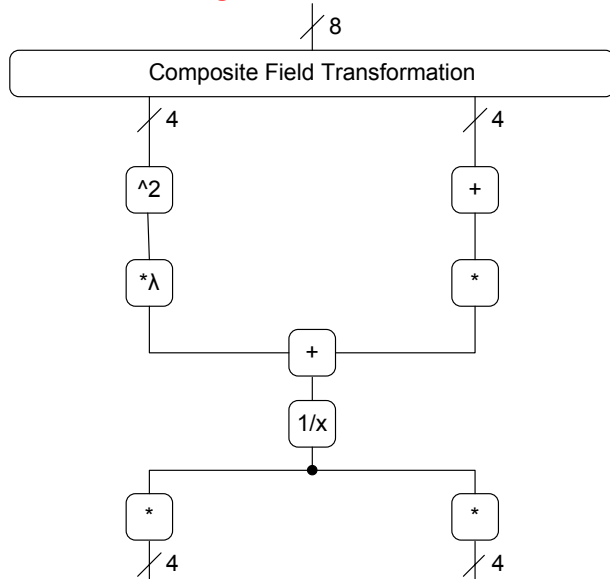 8
Composite Field Transformation
4 4
^2 +
*λ *
+
1/x
* *
4 4